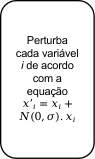 Perturba
cada variável
i de acordo
com a
equação
x'ᵢ = xᵢ +
N(0, σ). xᵢ